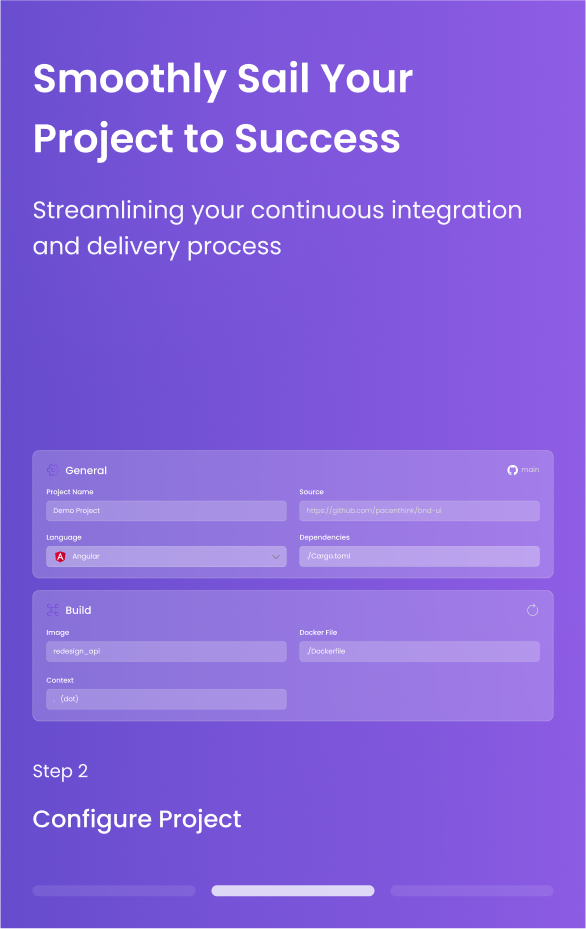 Smoothly Sail Your
Project to Success
Streamlining your continuous integration
and delivery process
General
main
Project Name
Source
Demo Project
https://github.com/pacenthink/bnd-ui
Language
Dependencies
Angular
./Cargo.toml
Build
Image
Docker File
redesign_api
./Dockerfile
Context
. (dot)
Step 2
Configure Project